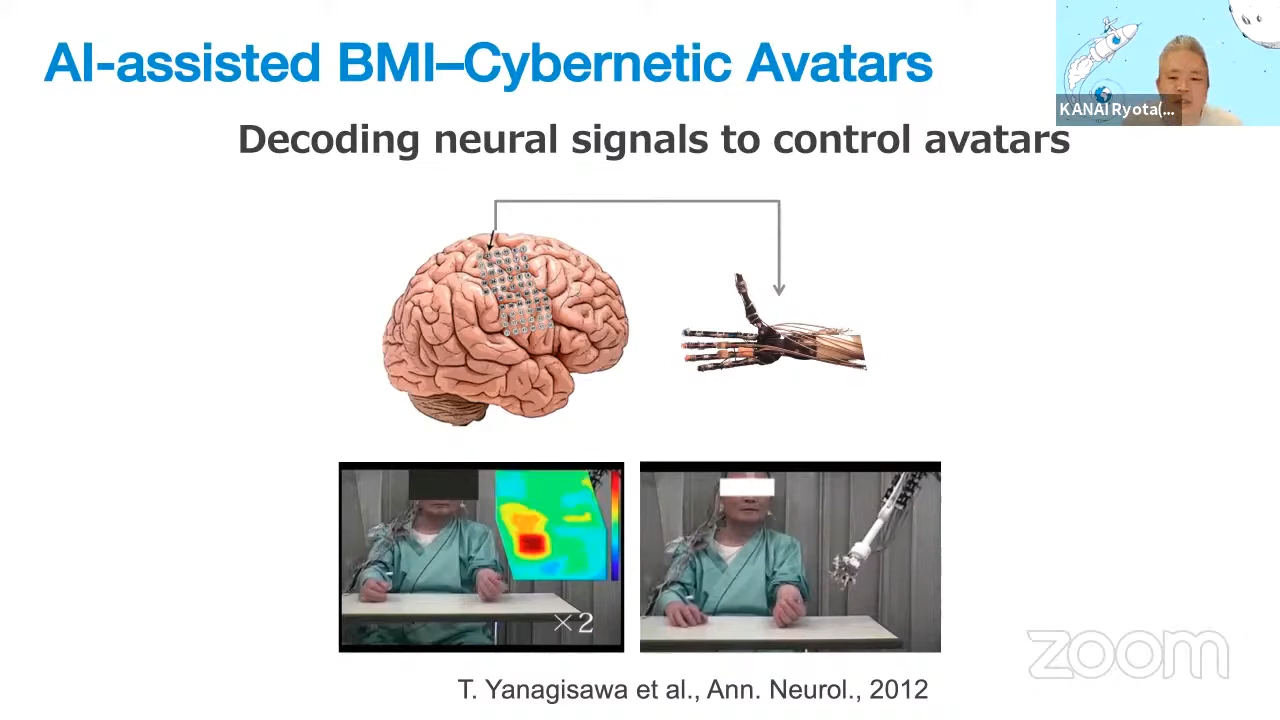 AI-assisted BMI–Cybernetic Avatars
KANAI Ryota(...
Decoding neural signals to control avatars
×2
zoom
T. Yanagisawa et al., Ann. Neurol., 2012